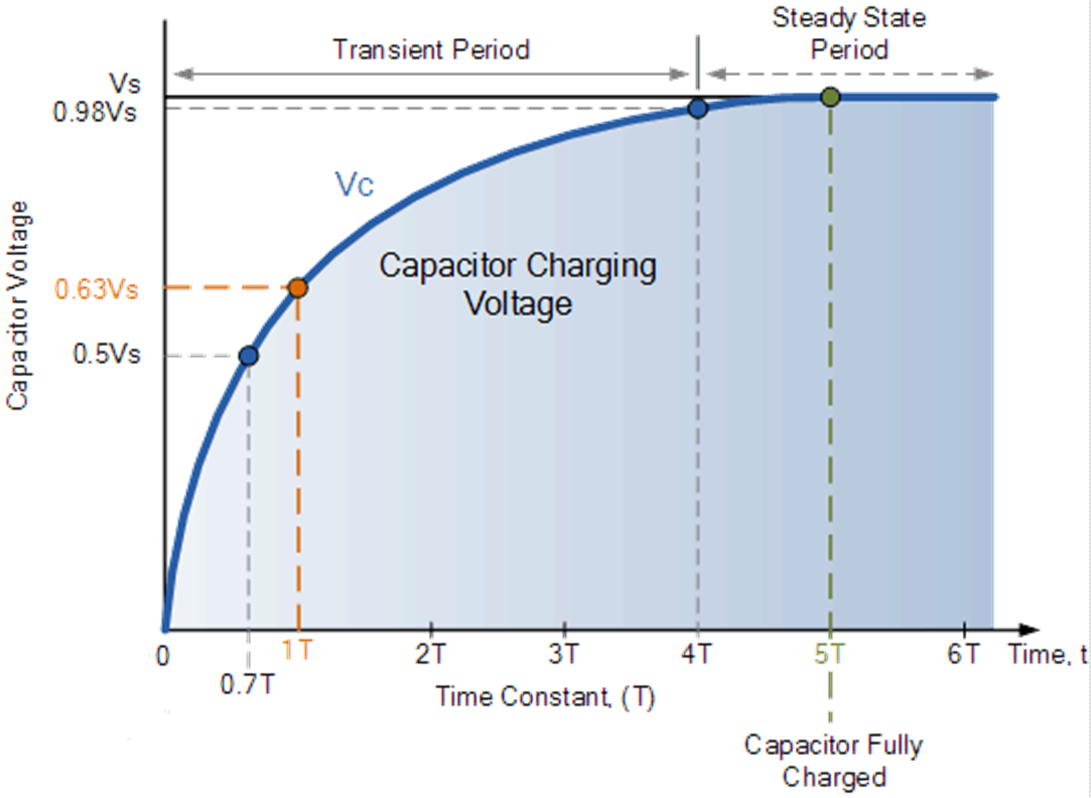 Steady State
Period
Transient Period
Vs
0.98Vs
Vc
Capacitor Charging
Voltage
Capacitor Voltage
0.63Vs
0.5Vs
0
0.7T
1T
2T
3T
4T
5T
6T
Time, t
Time Constant, (T)
Capacitor Fully
Charged